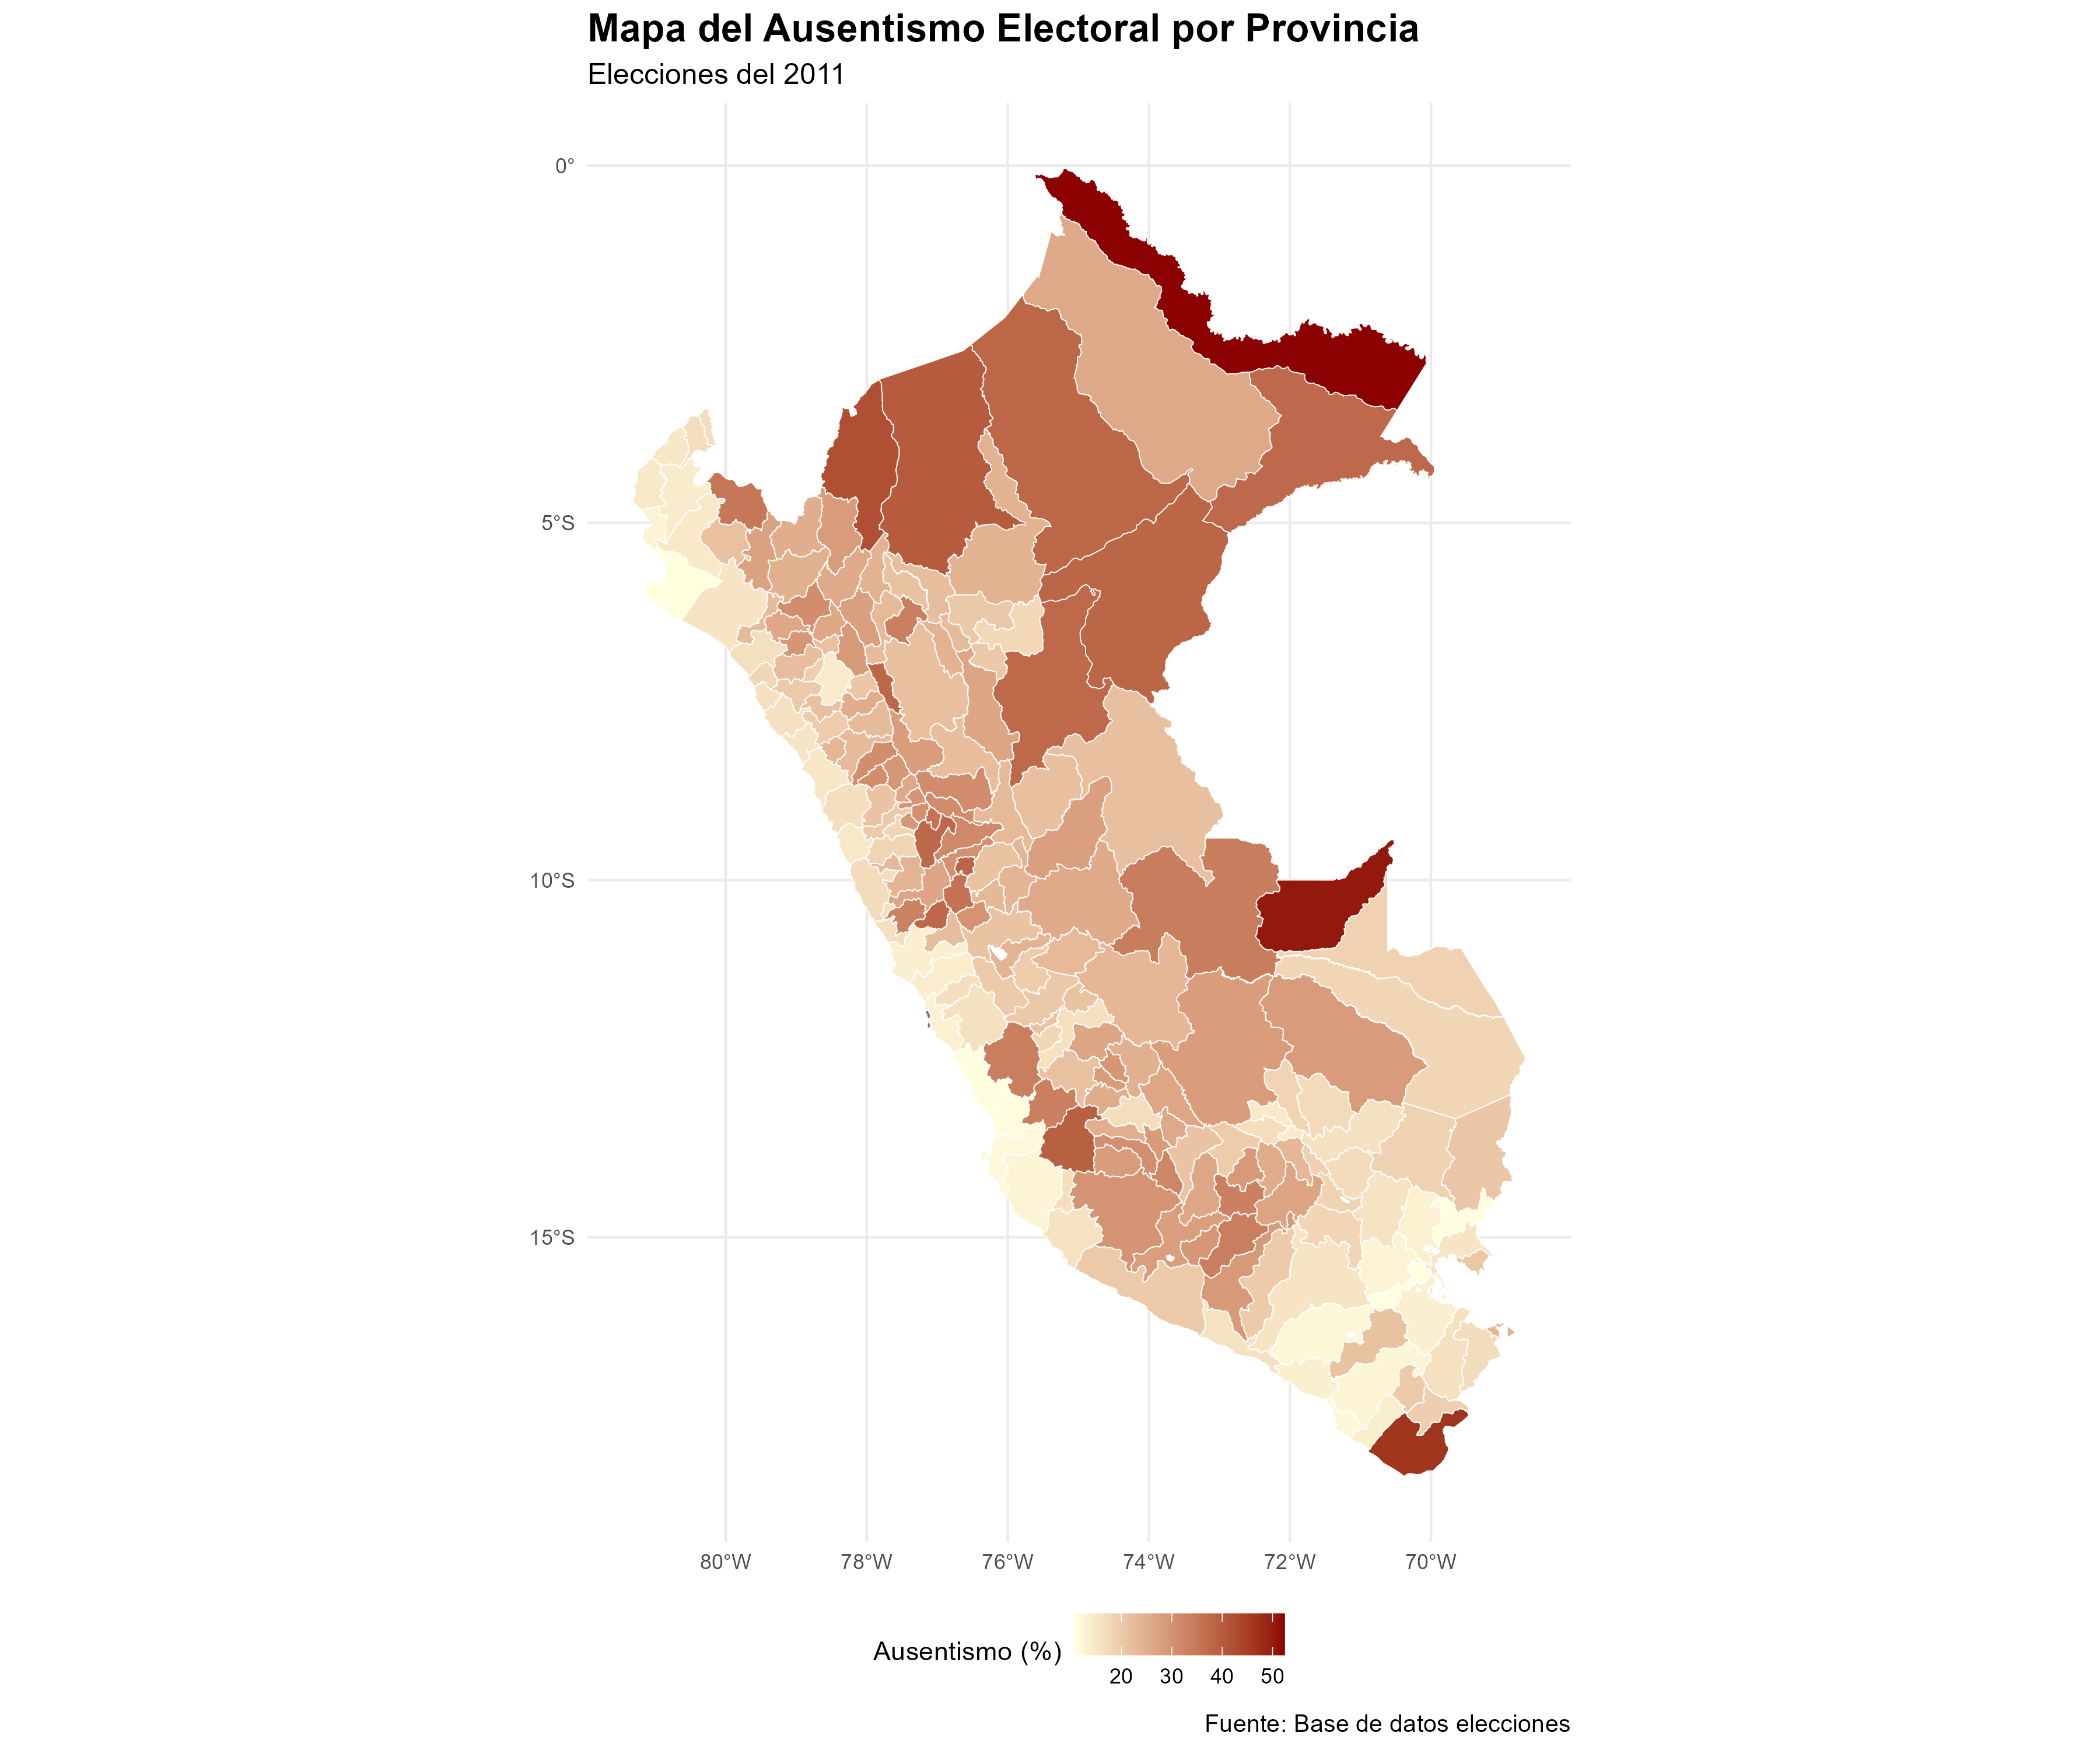 Mapa del Ausentismo Electoral por Provincia
Elecciones del 2011
0°
5°S
10°S
15°S
80°W 78°W 76°W 74°W 72°W 70°W
Ausentismo (%)
20 30 40 50
Fuente: Base de datos elecciones